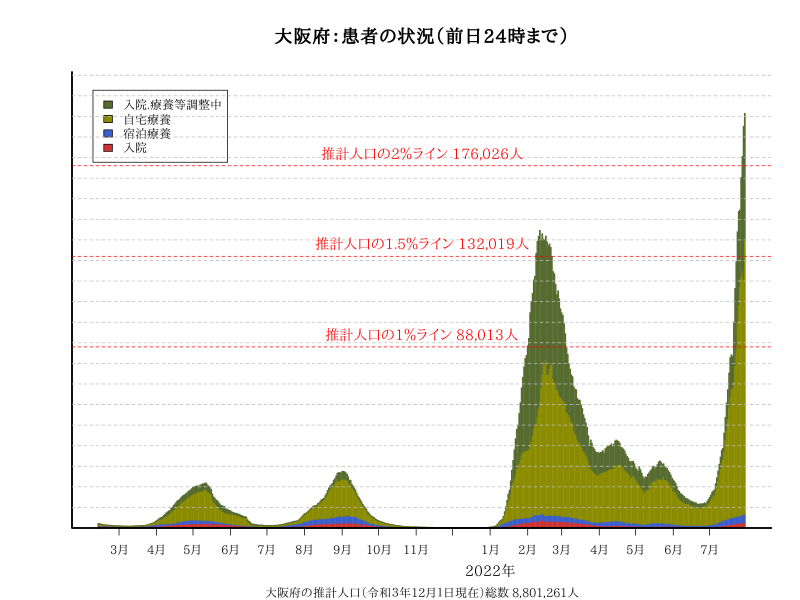 大阪府：患者の状況（前日24時まで）
入院.療養等調整中
自宅療養
宿泊療養
入院
推計人口の2%ライン 176,026人
推計人口の1.5%ライン 132,019人
推計人口の1%ライン 88,013人
3月 4月 5月 6月 7月 8月 9月 10月 11月 1月 2月 3月 4月 5月 6月 7月
2022年
大阪府の推計人口（令和3年12月1日現在）総数 8,801,261人